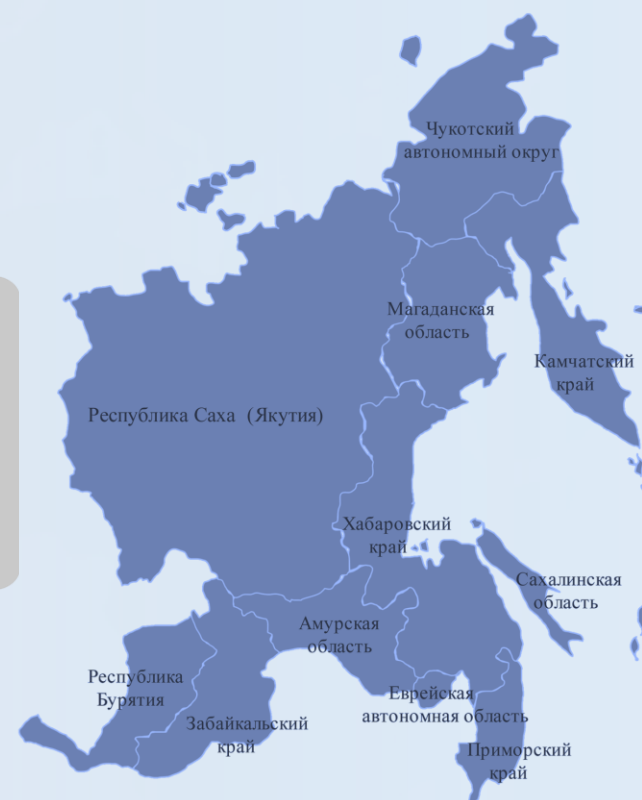 Чукотский
автономный округ
Магаданская
область
Камчатский
край
Республика Саха (Якутия)
Хабаровский
край
Сахалинская
область
Амурская
область
Республика
Бурятия
Еврейская
автономная область
Забайкальский
край
Приморский
край